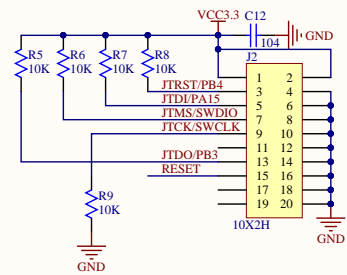 VCC3.3
C12
104
GND
R5
10K
R6
10K
R7
10K
R8
10K
J2
1 2
JTRST/PB4 3 4
JTDI/PA15 5 6
JTMS/SWDIO 7 8
JTCK/SWCLK 9 10
11 12
JTDO/PB3 13 14
RESET 15 16
17 18
19 20
R9
10K
10X2H
GND
GND